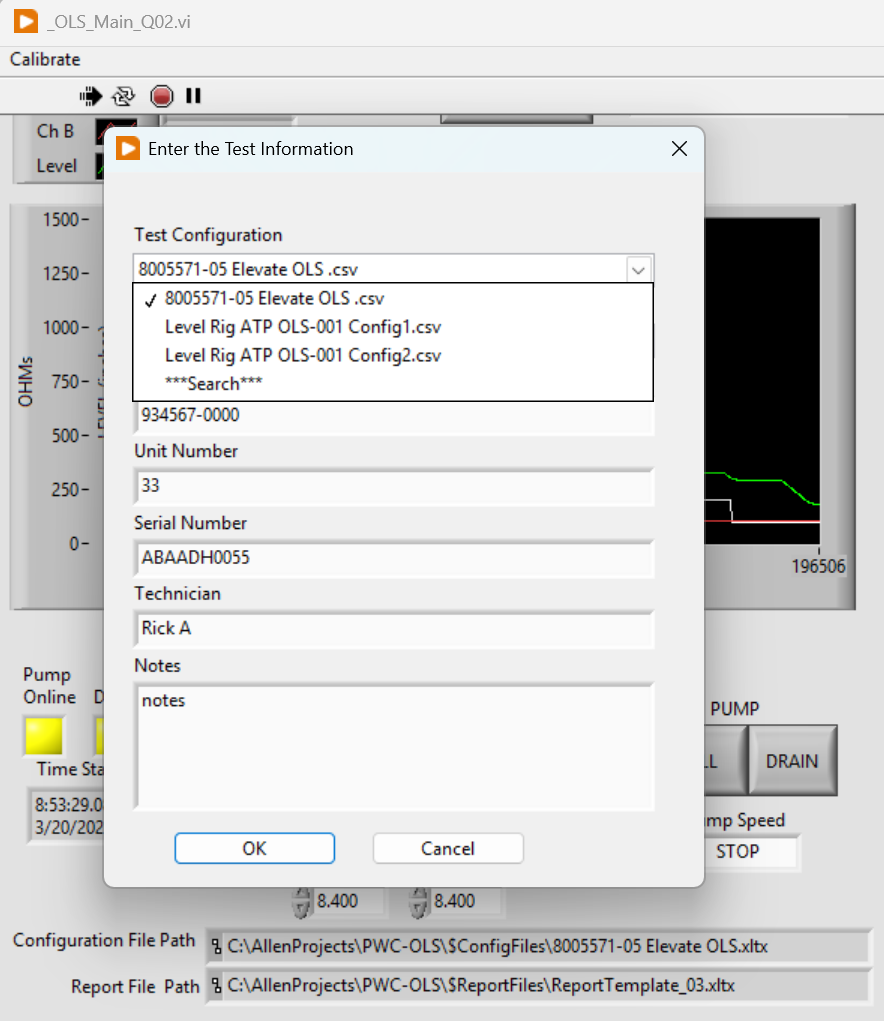 _OLS_Main_Q02.vi
Calibrate
Ch B
Level
Enter the Test Information
Test Configuration
8005571-05 Elevate OLS .csv
✓ 8005571-05 Elevate OLS .csv
Level Rig ATP OLS-001 Config1.csv
Level Rig ATP OLS-001 Config2.csv
***Search***
934567-0000
Unit Number
33
Serial Number
ABAADH0055
Technician
Rick A
Notes
notes
OK
Cancel
OHMs
1500
1250
1000
750
500
250
0
196506
Pump
Online
D
Time Sta
8:53:29.0
3/20/202
PUMP
LL
DRAIN
mp Speed
STOP
8.400
8.400
Configuration File Path
C:\AllenProjects\PWC-OLS\$ConfigFiles\8005571-05 Elevate OLS.xltx
Report File Path
C:\AllenProjects\PWC-OLS\$ReportFiles\ReportTemplate_03.xltx